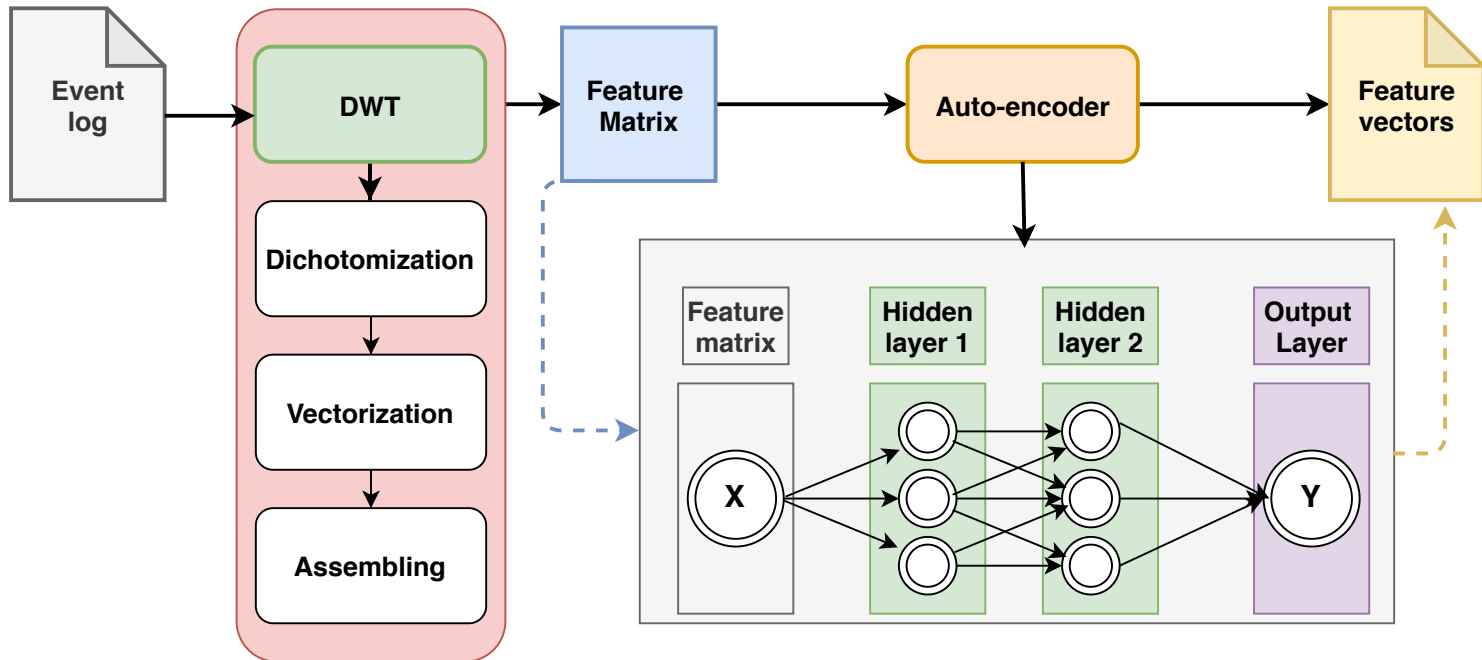 Event
log
DWT
Dichotomization
Vectorization
Assembling
Feature
Matrix
Auto-encoder
Feature
vectors
Feature
matrix
Hidden
layer 1
Hidden
layer 2
Output
Layer
X
Y